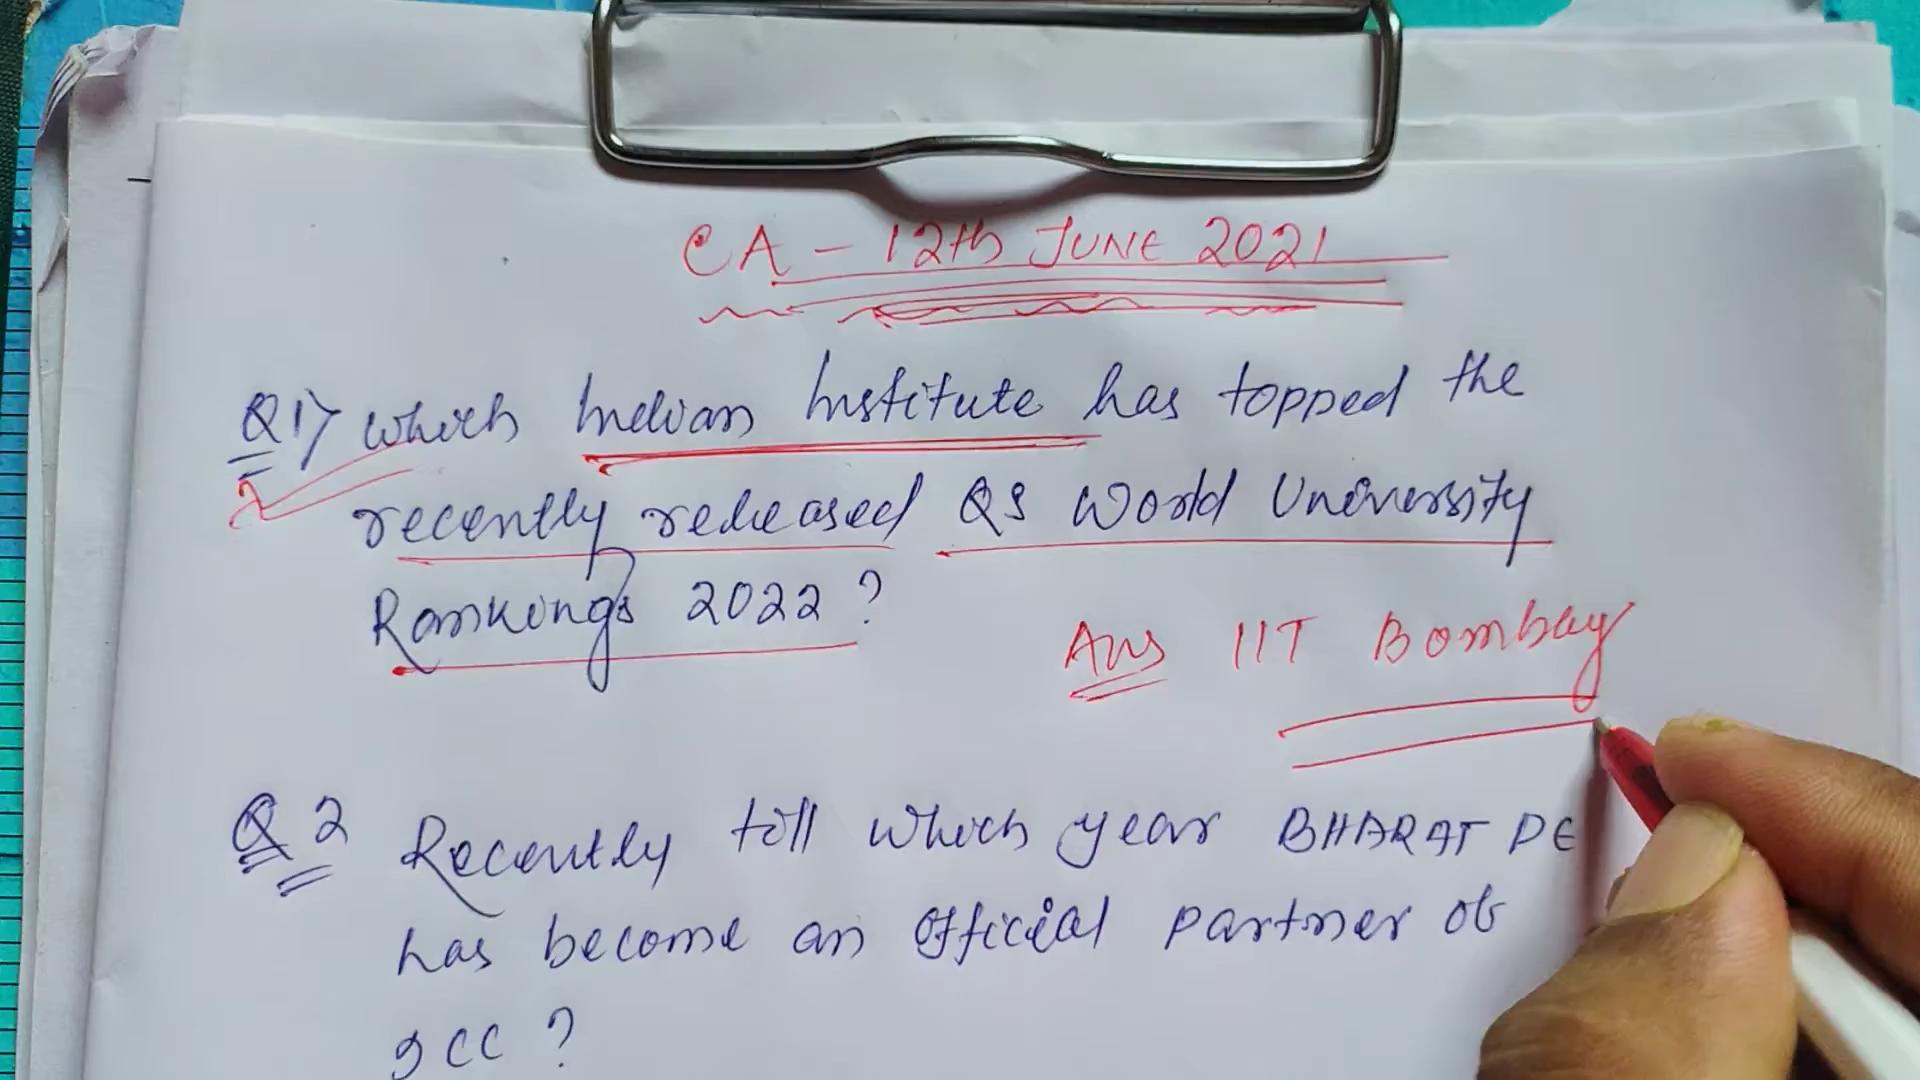 CA - 12th JUNE 2021
Q1) which Indian Institute has topped the
recently released QS World University
Rankings 2022 ?
Ans IIT Bombay
Q2 Recently till which year BHARAT PE
has become an official partner of
ICC ?